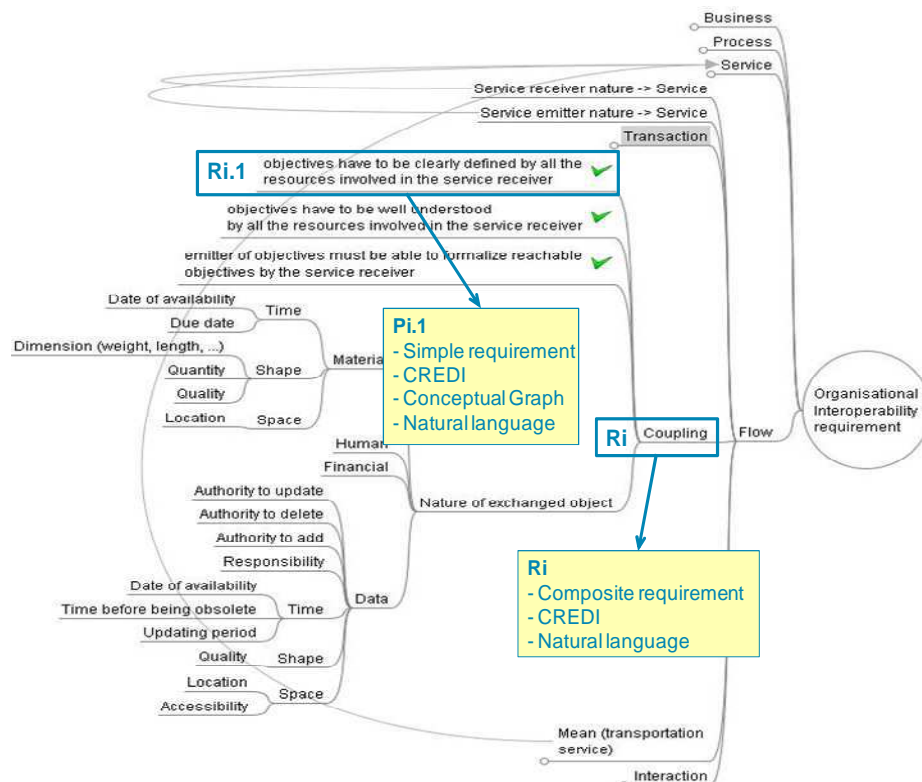 Business
Process
Service
Service receiver nature -> Service
Service emitter nature -> Service
Transaction
Ri.1
objectives have to be clearly defined by all the
resources involved in the service receiver
objectives have to be well understood
by all the resources involved in the service receiver
emitter of objectives must be able to formalize reachable
objectives by the service receiver
Date of availability
Time
Due date
Dimension (weight, length, ...)
Quantity
Shape
Quality
Location
Space
Material
Pi.1
- Simple requirement
- CREDI
- Conceptual Graph
- Natural language
Organisational
Interoperability
requirement
Ri
Coupling
Flow
Human
Financial
Nature of exchanged object
Authority to update
Authority to delete
Authority to add
Responsibility
Data
Date of availability
Time before being obsolete
Time
Updating period
Quality
Shape
Location
Space
Accessibility
Ri
- Composite requirement
- CREDI
- Natural language
Mean (transportation
service)
Interaction